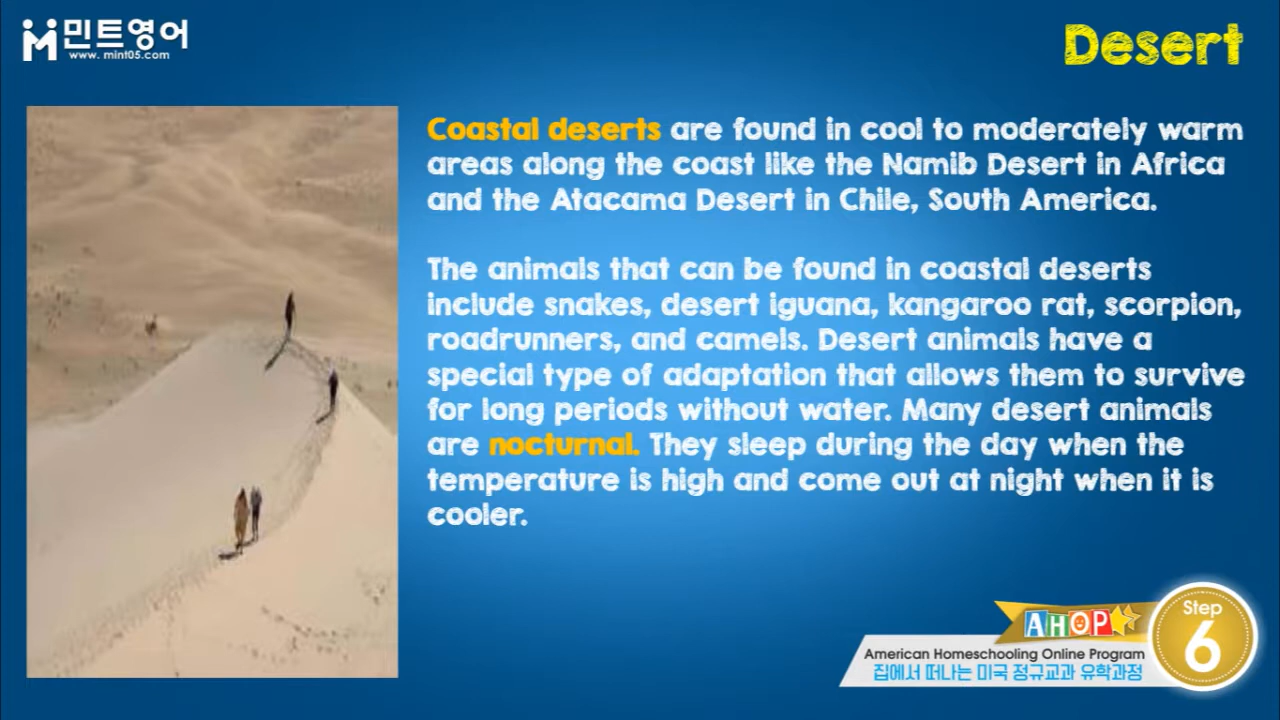 민트영어
www.mint05.com
Desert
Coastal deserts are found in cool to moderately warm
areas along the coast like the Namib Desert in Africa
and the Atacama Desert in Chile, South America.
The animals that can be found in coastal deserts
include snakes, desert iguana, kangaroo rat, scorpion,
roadrunners, and camels. Desert animals have a
special type of adaptation that allows them to survive
for long periods without water. Many desert animals
are nocturnal. They sleep during the day when the
temperature is high and come out at night when it is
cooler.
AHOP
American Homeschooling Online Program
집에서 떠나는 미국 정규교과 유학과정
Step
6